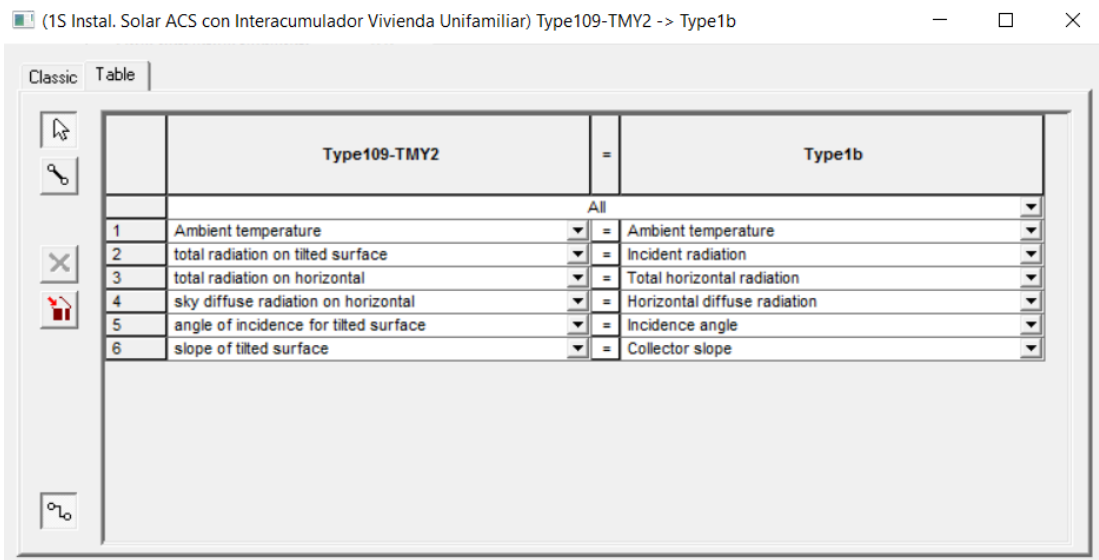 (1S Instal. Solar ACS con Interacumulador Vivienda Unifamiliar) Type109-TMY2 -> Type1b
Classic Table
Type109-TMY2 = Type1b
All
1 Ambient temperature = Ambient temperature
2 total radiation on tilted surface = Incident radiation
3 total radiation on horizontal = Total horizontal radiation
4 sky diffuse radiation on horizontal = Horizontal diffuse radiation
5 angle of incidence for tilted surface = Incidence angle
6 slope of tilted surface = Collector slope